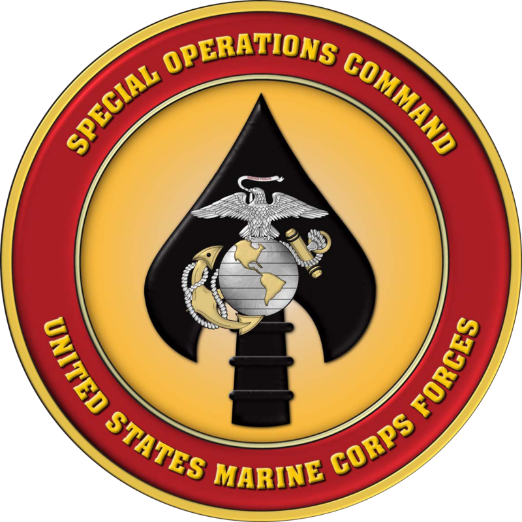 SPECIAL OPERATIONS COMMAND
UNITED STATES MARINE CORPS FORCES